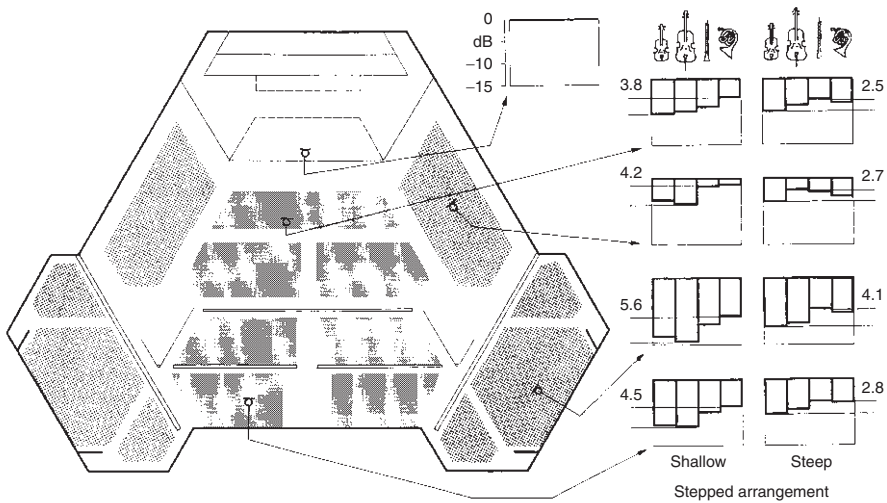 0
dB
−10
−15
3.8 2.5
4.2 2.7
5.6 4.1
4.5 2.8
Shallow Steep
Stepped arrangement